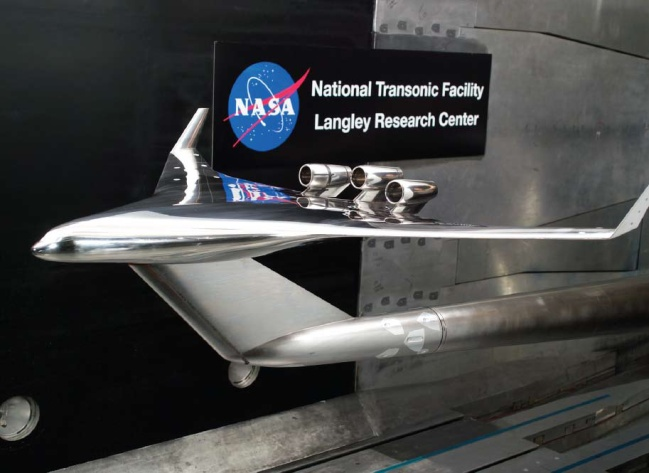 NASA
National Transonic Facility
Langley Research Center